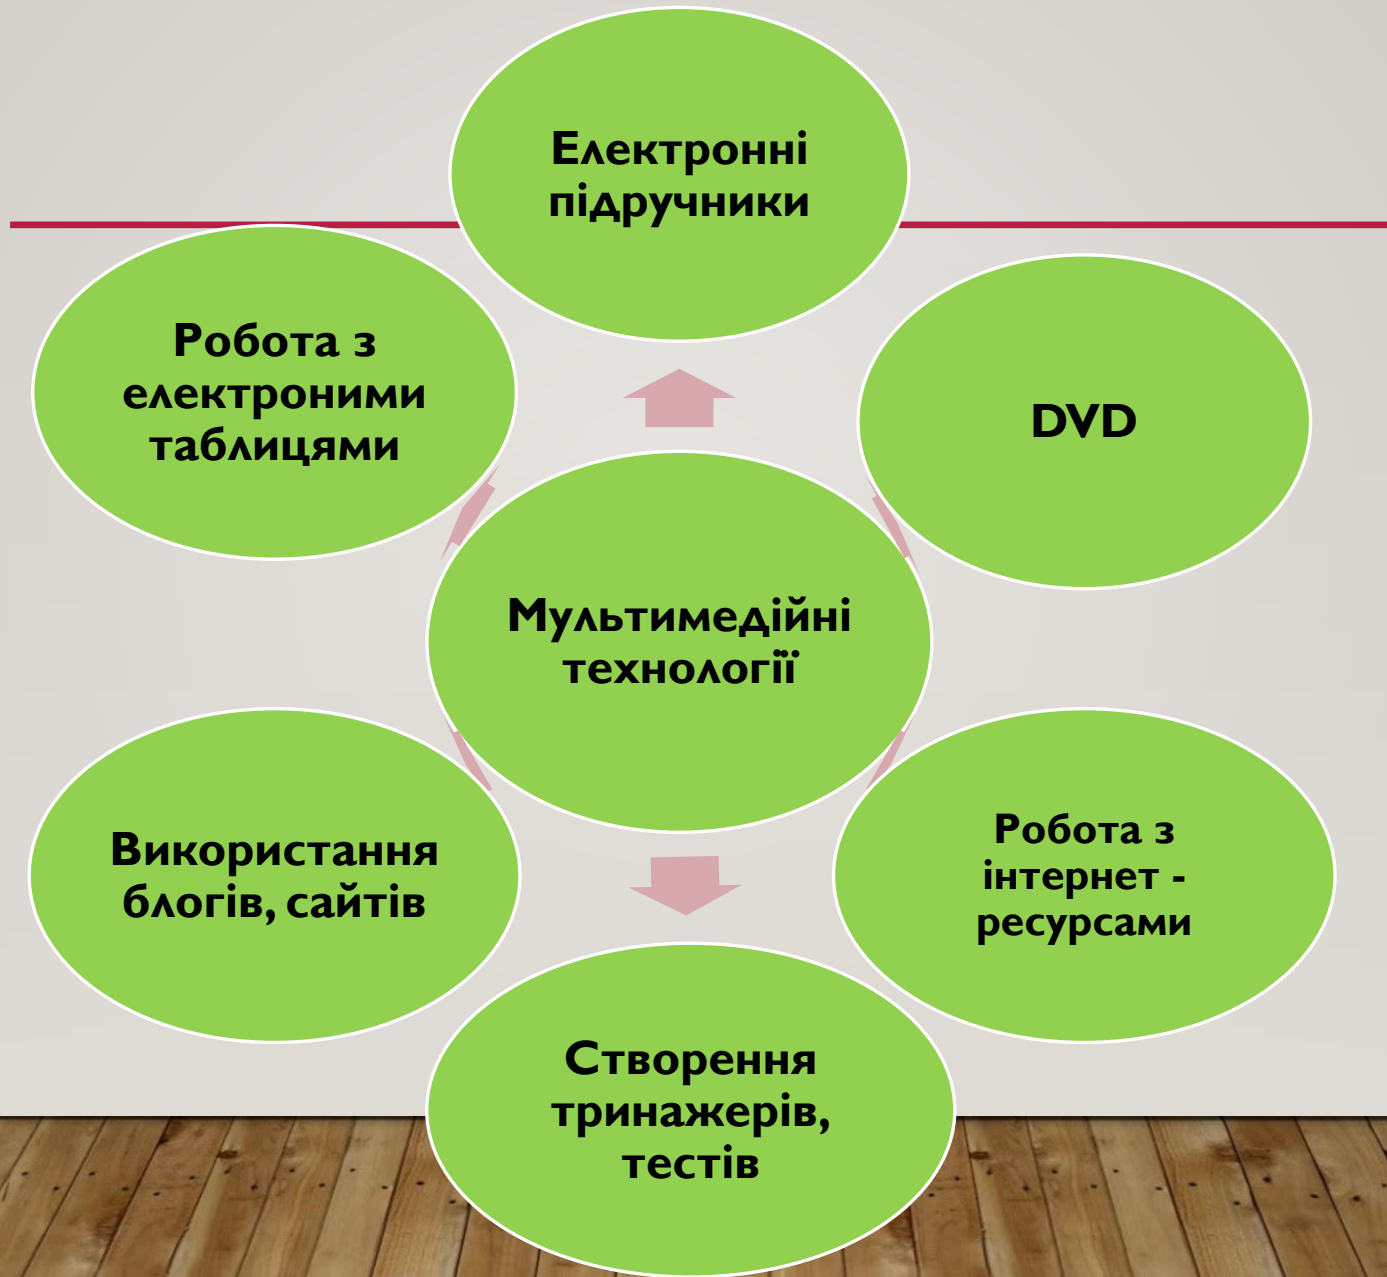 Електронні
підручники
Робота з
електроними
таблицями
DVD
Мультимедійні
технології
Використання
блогів, сайтів
Робота з
інтернет -
ресурсами
Створення
тринажерів,
тестів